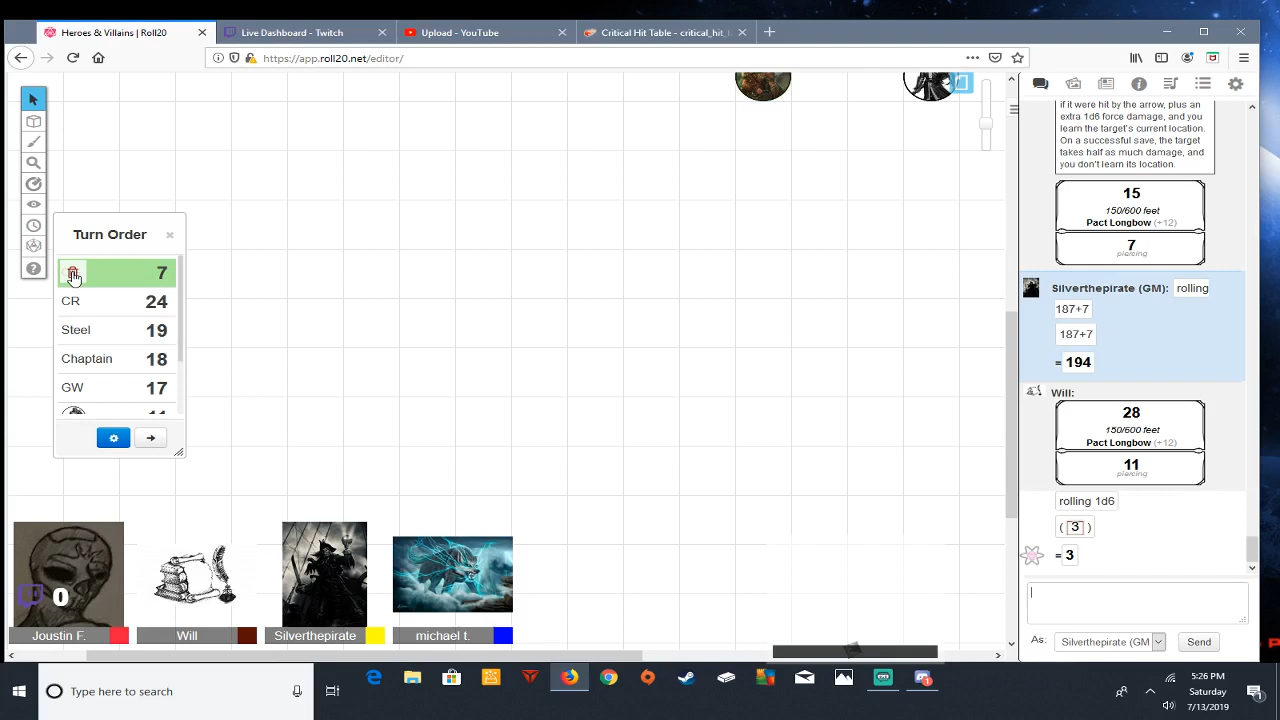 Heroes & Villains | Roll20
Live Dashboard - Twitch
Upload - YouTube
Critical Hit Table - critical_hit_
https://app.roll20.net/editor/
if it were hit by the arrow, plus an
extra 1d6 force damage, and you
learn the target's current location.
On a successful save, the target
takes half as much damage, and
you don't learn its location.
15
150/600 feet
Pact Longbow (+12)
7
piercing
Silverthepirate (GM): rolling
187+7
187+7
= 194
Will:
28
150/600 feet
Pact Longbow (+12)
11
piercing
rolling 1d6
( 3 )
= 3
As: Silverthepirate (GM Send
Turn Order
7
CR 24
Steel 19
Chaptain 18
GW 17
0
Joustin F. Will Silverthepirate michael t.
Type here to search
5:26 PM
Saturday
7/13/2019